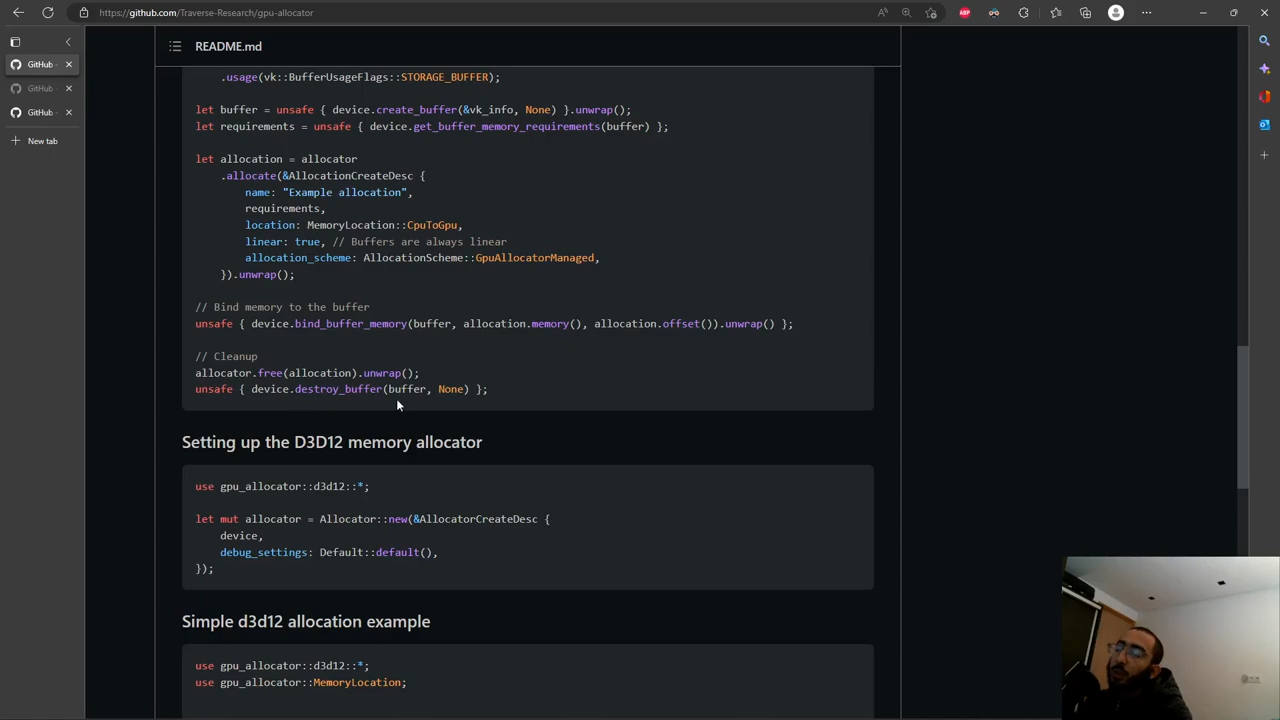 https://github.com/Traverse-Research/gpu-allocator
ABP
GitHub
GitHub
GitHub
New tab
README.md
.usage(vk::BufferUsageFlags::STORAGE_BUFFER);
let buffer = unsafe { device.create_buffer(&vk_info, None) }.unwrap();
let requirements = unsafe { device.get_buffer_memory_requirements(buffer) };
let allocation = allocator
.allocate(&AllocationCreateDesc {
name: "Example allocation",
requirements,
location: MemoryLocation::CpuToGpu,
linear: true, // Buffers are always linear
allocation_scheme: AllocationScheme::GpuAllocatorManaged,
}).unwrap();
// Bind memory to the buffer
unsafe { device.bind_buffer_memory(buffer, allocation.memory(), allocation.offset()).unwrap() };
// Cleanup
allocator.free(allocation).unwrap();
unsafe { device.destroy_buffer(buffer, None) };
Setting up the D3D12 memory allocator
use gpu_allocator::d3d12::*;
let mut allocator = Allocator::new(&AllocatorCreateDesc {
device,
debug_settings: Default::default(),
});
Simple d3d12 allocation example
use gpu_allocator::d3d12::*;
use gpu_allocator::MemoryLocation;